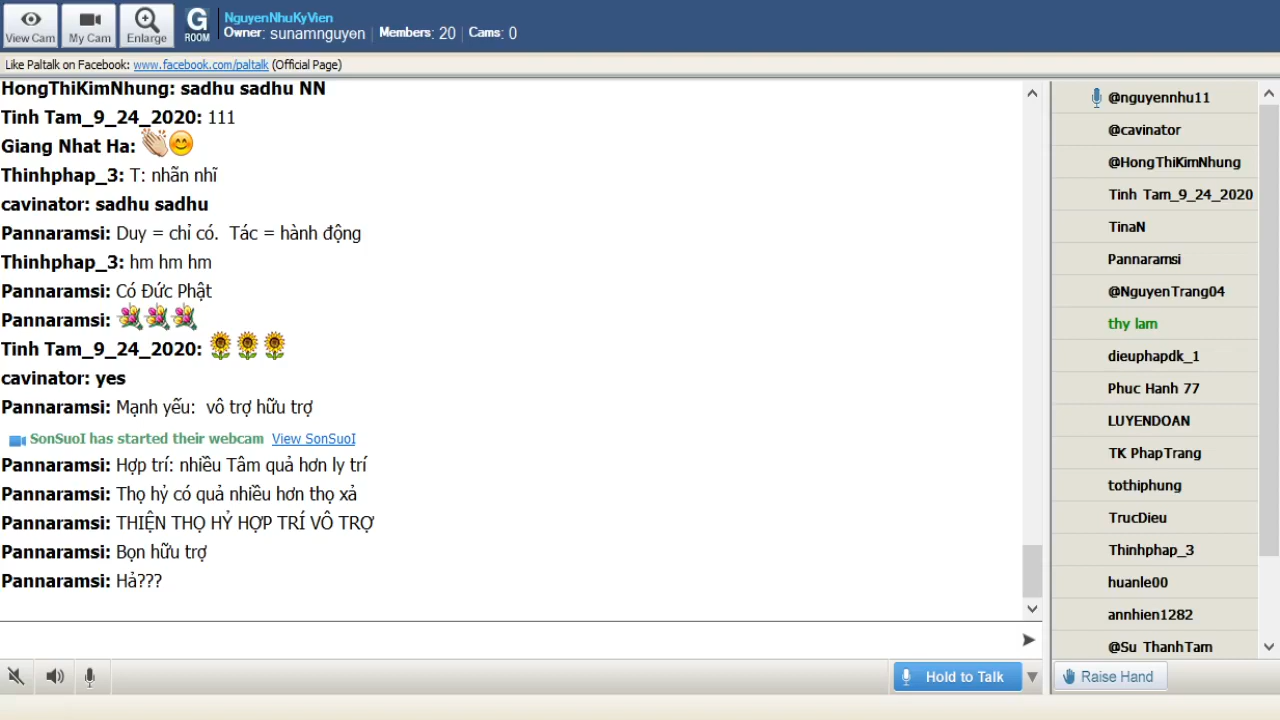 View Cam
My Cam
Enlarge
G
ROOM
NguyenNhuKyVien
Owner: sunamnguyen | Members: 20 | Cams: 0
Like Paltalk on Facebook: www.facebook.com/paltalk (Official Page)
HongThiKimNhung: sadhu sadhu NN
Tinh Tam_9_24_2020: 111
Giang Nhat Ha:
Thinhphap_3: T: nhẫn nhĩ
cavinator: sadhu sadhu
Pannaramsi: Duy = chỉ có.  Tác = hành động
Thinhphap_3: hm hm hm
Pannaramsi: Có Đức Phật
Pannaramsi:
Tinh Tam_9_24_2020:
cavinator: yes
Pannaramsi: Mạnh yếu:  vô trợ hữu trợ
SonSuoI has started their webcam View SonSuoI
Pannaramsi: Hợp trí: nhiều Tâm quả hơn ly trí
Pannaramsi: Thọ hỷ có quả nhiều hơn thọ xả
Pannaramsi: THIỆN THỌ HỶ HỢP TRÍ VÔ TRỢ
Pannaramsi: Bọn hữu trợ
Pannaramsi: Hả???
@nguyennhu11
@cavinator
@HongThiKimNhung
Tinh Tam_9_24_2020
TinaN
Pannaramsi
@NguyenTrang04
thy lam
dieuphapdk_1
Phuc Hanh 77
LUYENDOAN
TK PhapTrang
tothiphung
TrucDieu
Thinhphap_3
huanle00
annhien1282
@Su ThanhTam
Hold to Talk
Raise Hand